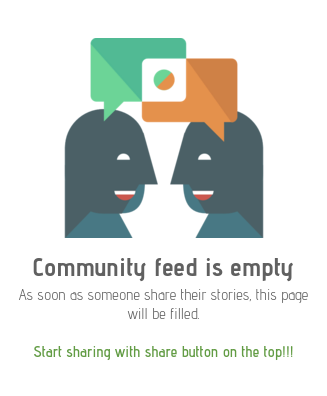 Community feed is empty
As soon as someone share their stories, this page
will be filled.
Start sharing with share button on the top!!!